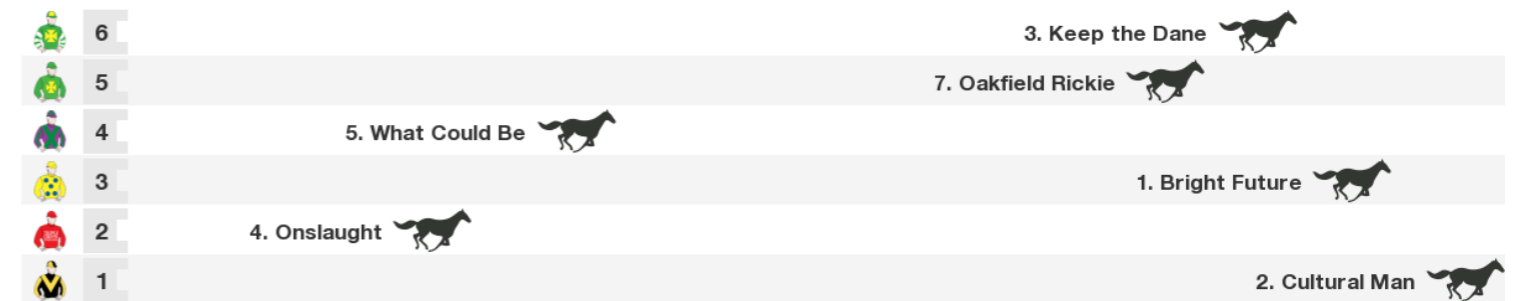 6 3. Keep the Dane
5 7. Oakfield Rickie
4 5. What Could Be
3 1. Bright Future
2 4. Onslaught
1 2. Cultural Man